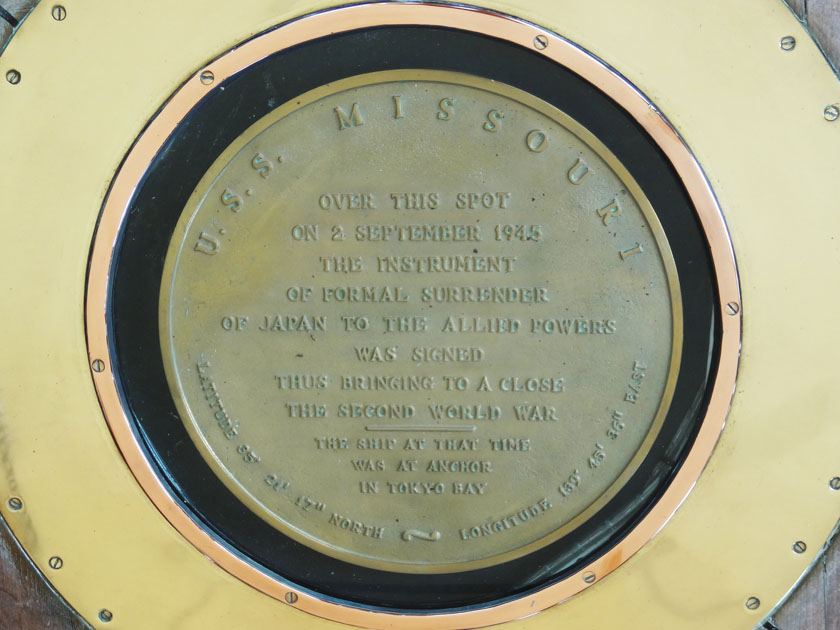 U.S.S. MISSOURI
OVER THIS SPOT
ON 2 SEPTEMBER 1945
THE INSTRUMENT
OF FORMAL SURRENDER
OF JAPAN TO THE ALLIED POWERS
WAS SIGNED
THUS BRINGING TO A CLOSE
THE SECOND WORLD WAR
THE SHIP AT THAT TIME
WAS AT ANCHOR
IN TOKYO BAY
LATITUDE 35° 21' 17" NORTH ~ LONGITUDE 139° 45' 36" EAST